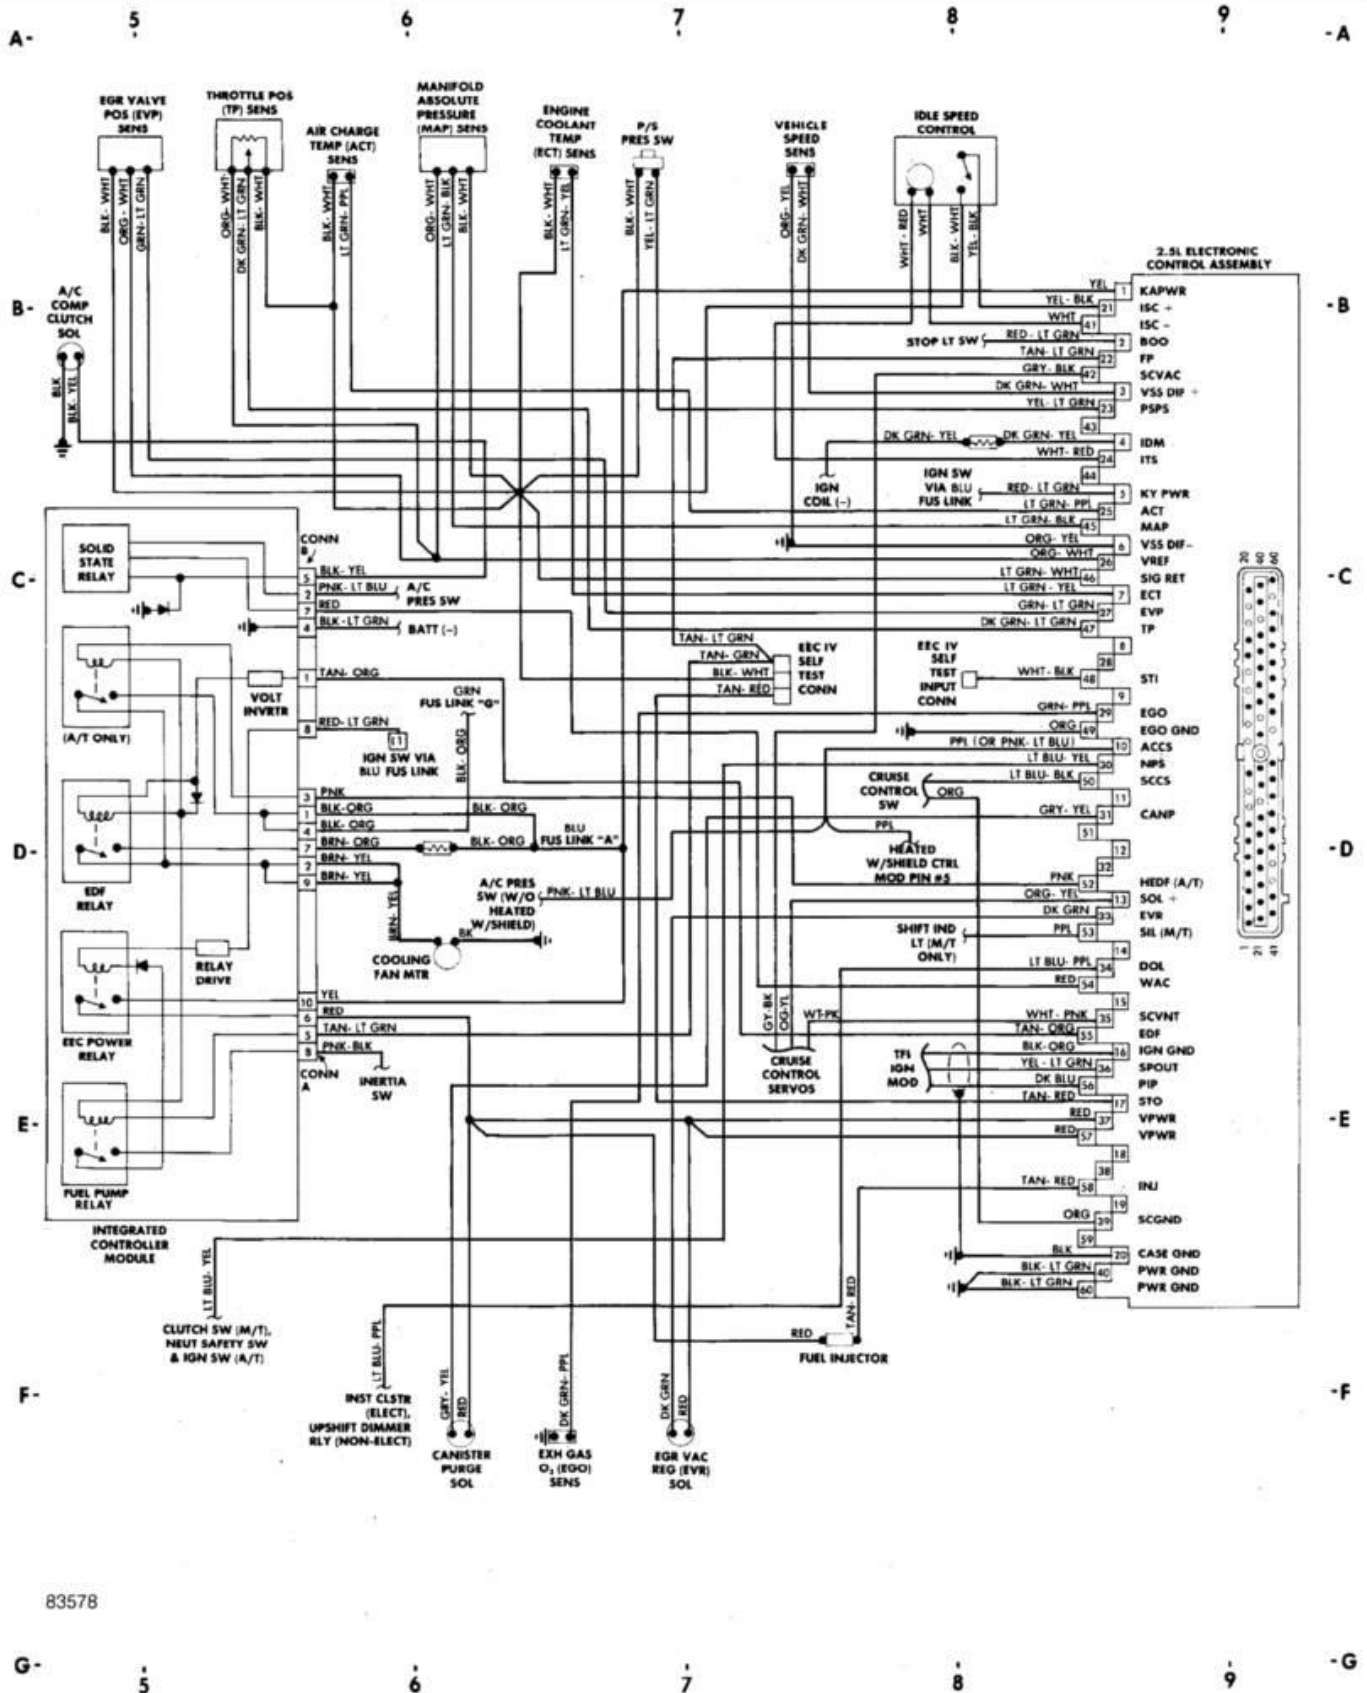 5 6 7 8 9
A- -A
EGR VALVE
POS (EVP)
SENS
THROTTLE POS
(TP) SENS
AIR CHARGE
TEMP (ACT)
SENS
MANIFOLD
ABSOLUTE
PRESSURE
(MAP) SENS
ENGINE
COOLANT
TEMP
(ECT) SENS
P/S
PRES SW
VEHICLE
SPEED
SENS
IDLE SPEED
CONTROL
BLK- WHT
ORG - WHT
GRN- LT GRN
ORG- WHT
DK GRN- LT GRN
BLK- WHT
BLK- WHT
LT GRN- PPL
ORG- WHT
LT GRN- BLK
BLK- WHT
BLK- WHT
LT GRN- YEL
BLK- WHT
YEL- LT GRN
ORG- YEL
DK GRN- WHT
WHT - RED
WHT
BLK - WHT
YEL - BLK
2.5L ELECTRONIC
CONTROL ASSEMBLY
B- -B
A/C
COMP
CLUTCH
SOL
BLK
BLK- YEL
YEL 1 KAPWR
YEL- BLK 21 ISC +
WHT 41 ISC -
STOP LT SW RED - LT GRN 2 BOO
TAN- LT GRN 22 FP
GRY- BLK 42 SCVAC
DK GRN- WHT 3 VSS DIF +
YEL- LT GRN 23 PSPS
43
DK GRN- YEL DK GRN- YEL 4 IDM
WHT- RED 24 ITS
44
IGN
COIL (-)
IGN SW
VIA BLU
FUS LINK
RED- LT GRN 5 KY PWR
LT GRN- PPL 25 ACT
LT GRN- BLK 45 MAP
ORG- YEL 6 VSS DIF-
ORG- WHT 26 VREF
LT GRN- WHT 46 SIG RET
LT GRN - YEL 7 ECT
GRN- LT GRN 27 EVP
DK GRN- LT GRN 47 TP
8
28
C- -C
SOLID
STATE
RELAY
CONN
B
5 BLK- YEL
2 PNK- LT BLU A/C
PRES SW
7 RED
4 BLK-LT GRN BATT (-)
(A/T ONLY)
VOLT
INVRTR
1 TAN- ORG
8 RED- LT GRN
IGN SW VIA
BLU FUS LINK
GRN
FUS LINK "G"
BLK- ORG
TAN- LT GRN
TAN- GRN
BLK- WHT
TAN- RED
EEC IV
SELF
TEST
CONN
EEC IV
SELF
TEST
INPUT
CONN
WHT- BLK 48 STI
9
GRN- PPL 29 EGO
ORG 49 EGO GND
PPL (OR PNK- LT BLU) 10 ACCS
LT BLU- YEL 30 NPS
LT BLU- BLK 50 SCCS
CRUISE
CONTROL
SW
ORG
11
GRY- YEL 31 CANP
51
12
32
PPL
HEATED
W/SHIELD CTRL
MOD PIN #5
20 40 60
1 21 41
D- -D
EDF
RELAY
3 PNK
1 BLK-ORG BLK- ORG
4 BLK- ORG
7 BRN- ORG BLK- ORG
2 BRN- YEL
9 BRN- YEL
BLU
FUS LINK "A"
BRN- YEL
A/C PRES
SW (W/O
HEATED
W/SHIELD)
PNK- LT BLU
BK
COOLING
FAN MTR
PNK 52 HEDF (A/T)
ORG- YEL 13 SOL +
DK GRN 33 EVR
SHIFT IND
LT (M/T
ONLY)
PPL 53 SIL (M/T)
14
LT BLU- PPL 34 DOL
RED 54 WAC
15
RELAY
DRIVE
EEC POWER
RELAY
10 YEL
6 RED
5 TAN- LT GRN
8 PNK-BLK
CONN
A
INERTIA
SW
GY-BK
OG-YL
WT-PK
CRUISE
CONTROL
SERVOS
WHT- PNK 35 SCVNT
TAN- ORG 55 EDF
BLK-ORG 16 IGN GND
TFI
IGN
MOD
YEL - LT GRN 36 SPOUT
DK BLU 56 PIP
TAN- RED 17 STO
RED 37 VPWR
RED 57 VPWR
18
38
E- -E
TAN- RED 58 INJ
19
ORG 39 SCGND
59
BLK 20 CASE GND
BLK- LT GRN 40 PWR GND
BLK- LT GRN 60 PWR GND
FUEL PUMP
RELAY
INTEGRATED
CONTROLLER
MODULE
LT BLU- YEL
CLUTCH SW (M/T),
NEUT SAFETY SW
& IGN SW (A/T)
LT BLU- PPL
INST CLSTR
(ELECT),
UPSHIFT DIMMER
RLY (NON-ELECT)
GRY- YEL
RED
CANISTER
PURGE
SOL
DK GRN- PPL
EXH GAS
O₂ (EGO)
SENS
DK GRN
RED
EGR VAC
REG (EVR)
SOL
RED
TAN- RED
FUEL INJECTOR
F- -F
83578
G- -G
5 6 7 8 9